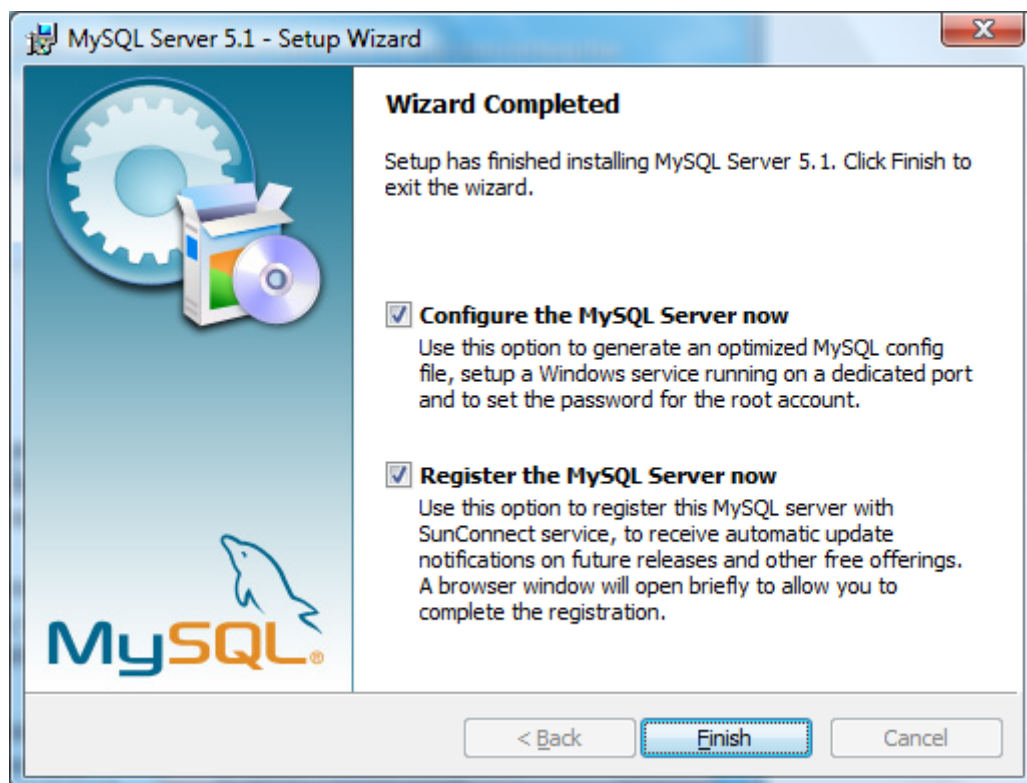 MySQL Server 5.1 - Setup Wizard
Wizard Completed
Setup has finished installing MySQL Server 5.1. Click Finish to
exit the wizard.
Configure the MySQL Server now
Use this option to generate an optimized MySQL config
file, setup a Windows service running on a dedicated port
and to set the password for the root account.
Register the MySQL Server now
Use this option to register this MySQL server with
SunConnect service, to receive automatic update
notifications on future releases and other free offerings.
A browser window will open briefly to allow you to
complete the registration.
MySQL®
< Back
Finish
Cancel